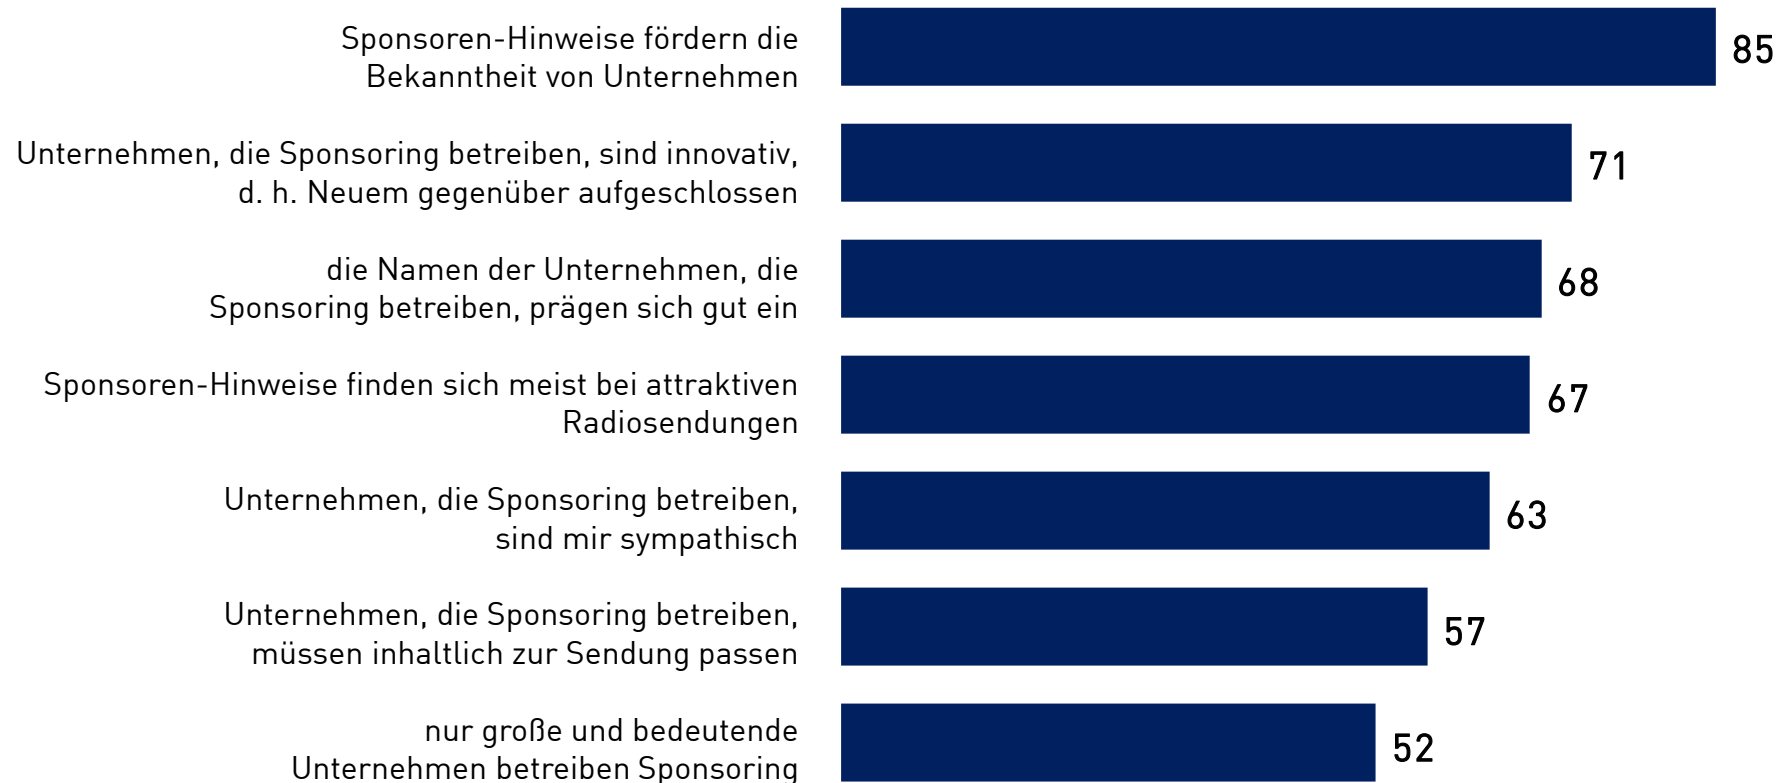 Sponsoren-Hinweise fördern die
Bekanntheit von Unternehmen
85
Unternehmen, die Sponsoring betreiben, sind innovativ,
d. h. Neuem gegenüber aufgeschlossen
71
die Namen der Unternehmen, die
Sponsoring betreiben, prägen sich gut ein
68
Sponsoren-Hinweise finden sich meist bei attraktiven
Radiosendungen
67
Unternehmen, die Sponsoring betreiben,
sind mir sympathisch
63
Unternehmen, die Sponsoring betreiben,
müssen inhaltlich zur Sendung passen
57
nur große und bedeutende
Unternehmen betreiben Sponsoring
52